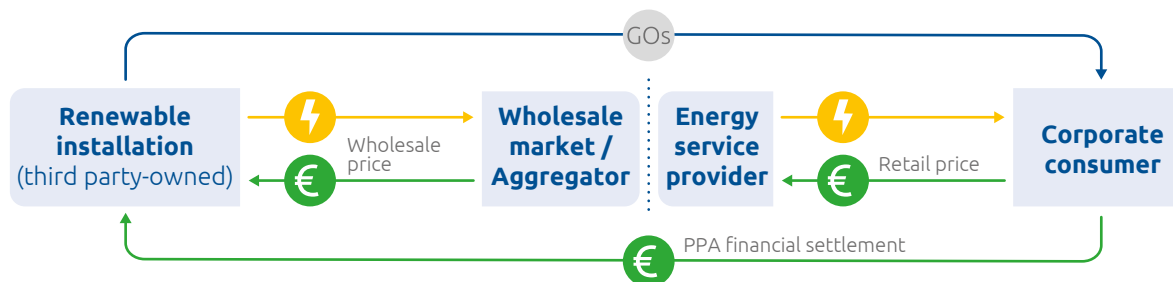 GOs
Renewable
installation
(third party-owned)
Wholesale
price
€
Wholesale
market /
Aggregator
Energy
service
provider
Retail price
€
Corporate
consumer
€
PPA financial settlement